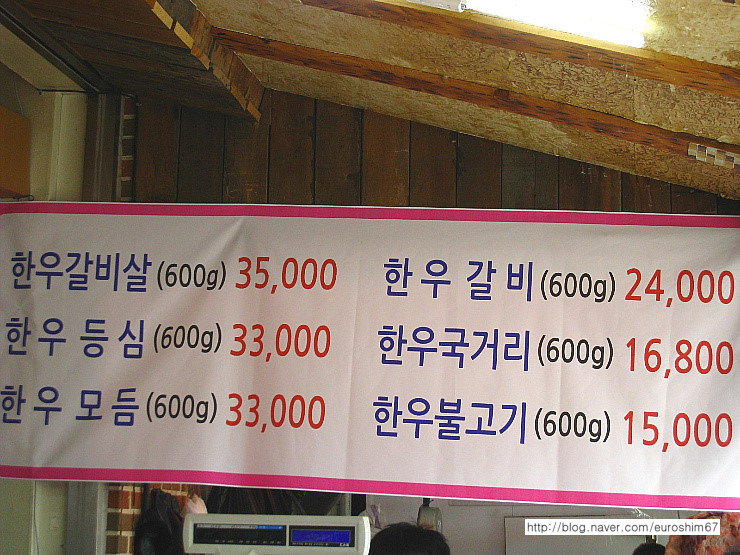 한우갈비살 (600g) 35,000
한우등심 (600g) 33,000
한우모듬 (600g) 33,000
한우갈비 (600g) 24,000
한우국거리 (600g) 16,800
한우불고기 (600g) 15,000
http://blog.naver.com/euroshim67